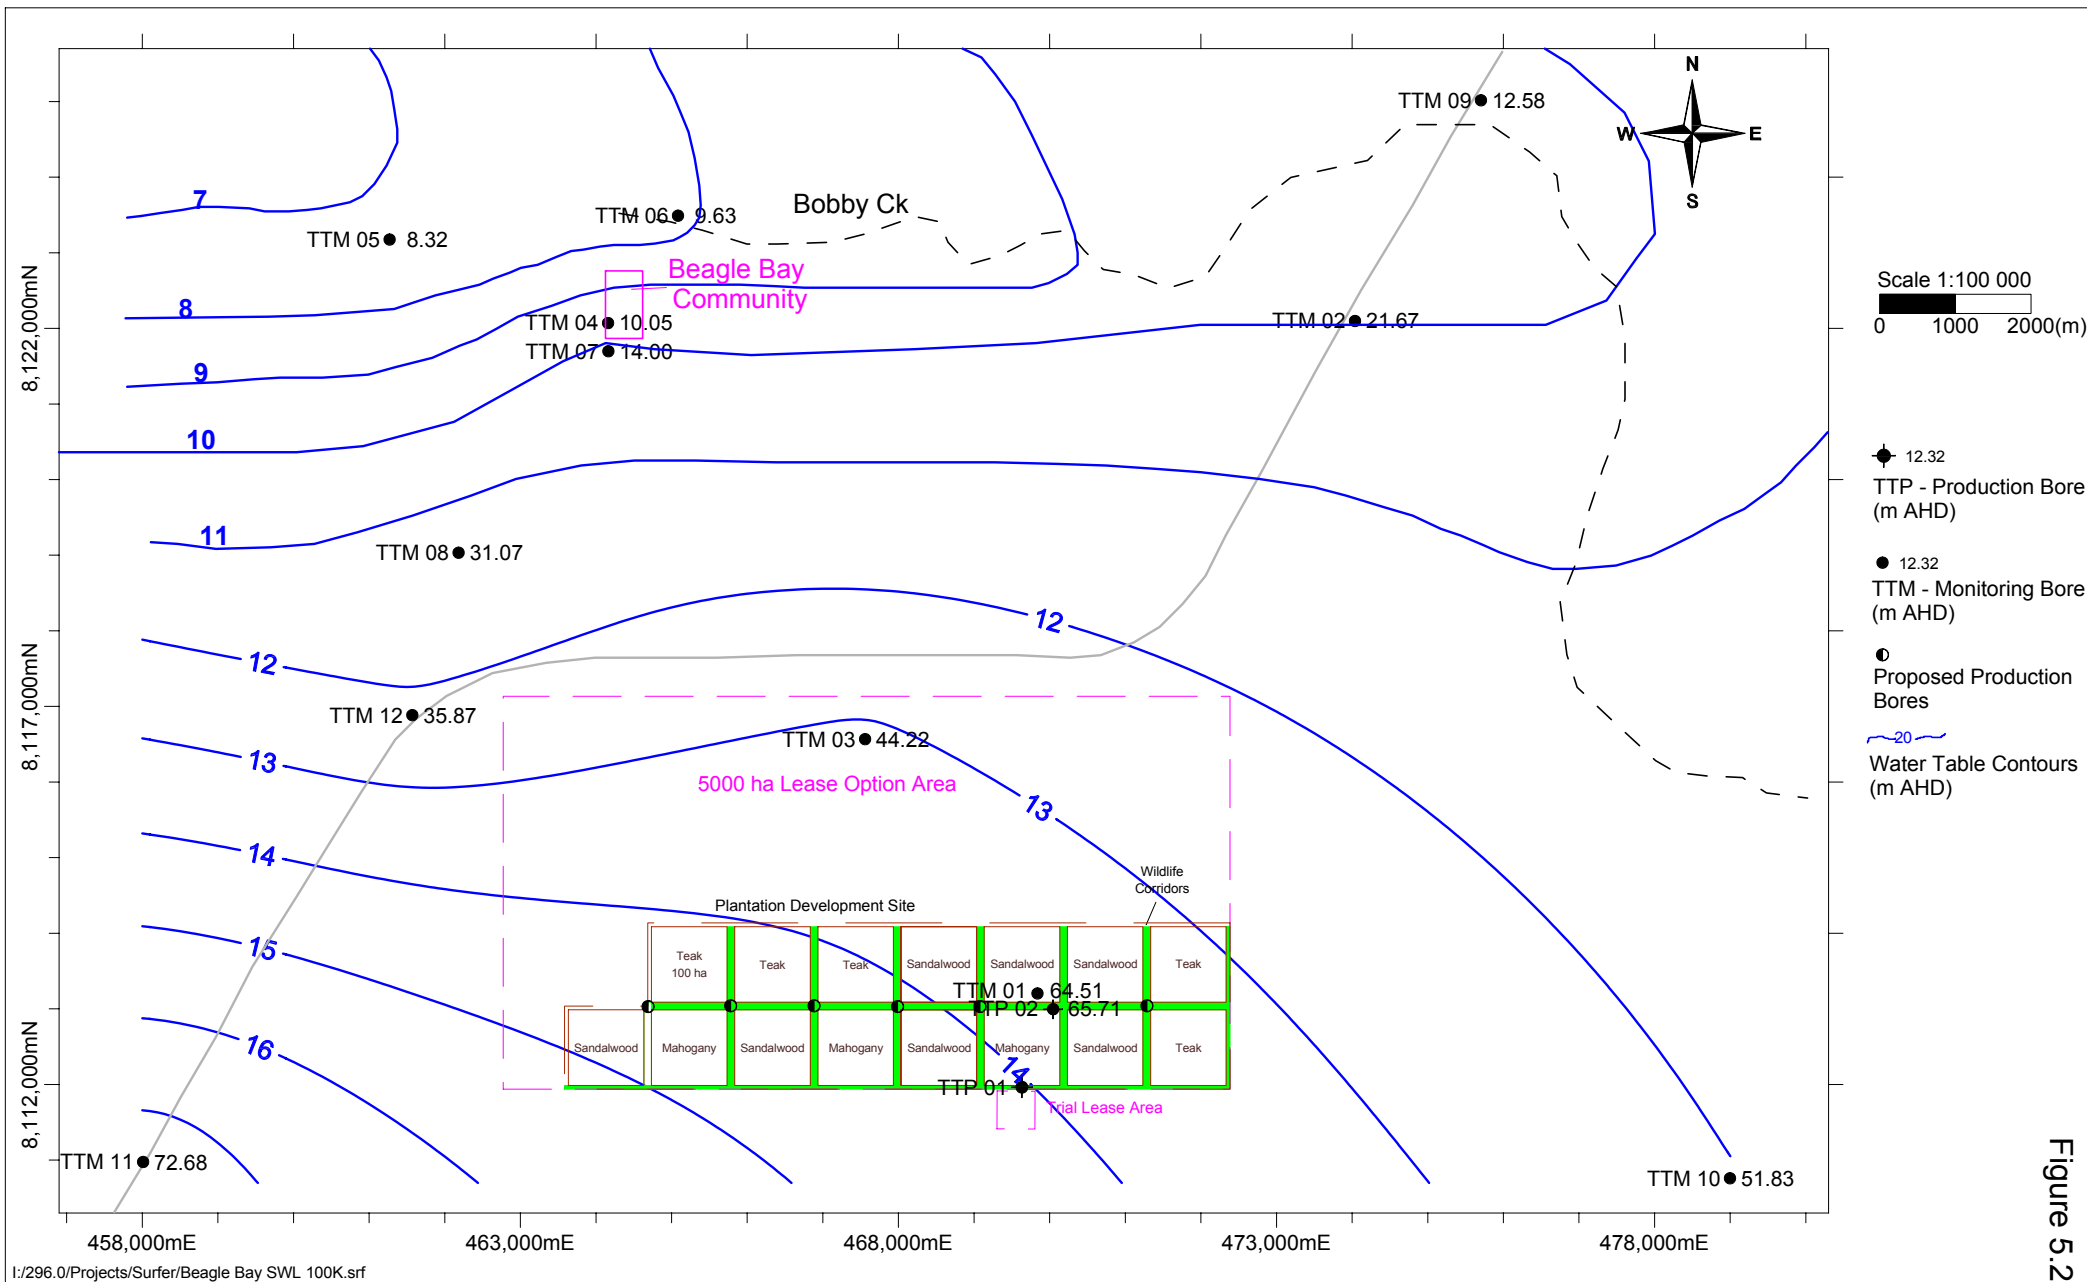 N
TTM 09 12.58
W E
S
7
Bobby Ck
TTM 06 9.63
TTM 05 8.32
Beagle Bay
Community
Scale 1:100 000
0 1000 2000(m)
8
TTM 04 10.05
TTM 02 21.67
8,122,000mN
TTM 07 14.00
9
10
12.32
TTP - Production Bore
(m AHD)
11
TTM 08 31.07
12.32
TTM - Monitoring Bore
(m AHD)
12
12
Proposed Production
Bores
8,117,000mN
TTM 12 35.87
TTM 03 44.22
20
Water Table Contours
(m AHD)
13
5000 ha Lease Option Area
13
14
Wildlife
Corridors
Plantation Development Site
15
Teak
100 ha
Teak
Teak
Sandalwood
Sandalwood
Sandalwood
Teak
TTM 01 64.51
TTP 02 65.71
16
Sandalwood
Mahogany
Sandalwood
Mahogany
Sandalwood
Mahogany
Sandalwood
Teak
14
8,112,000mN
TTP 01
Trial Lease Area
TTM 11 72.68
TTM 10 51.83
Figure 5.2
458,000mE
463,000mE
468,000mE
473,000mE
478,000mE
I:/296.0/Projects/Surfer/Beagle Bay SWL 100K.srf